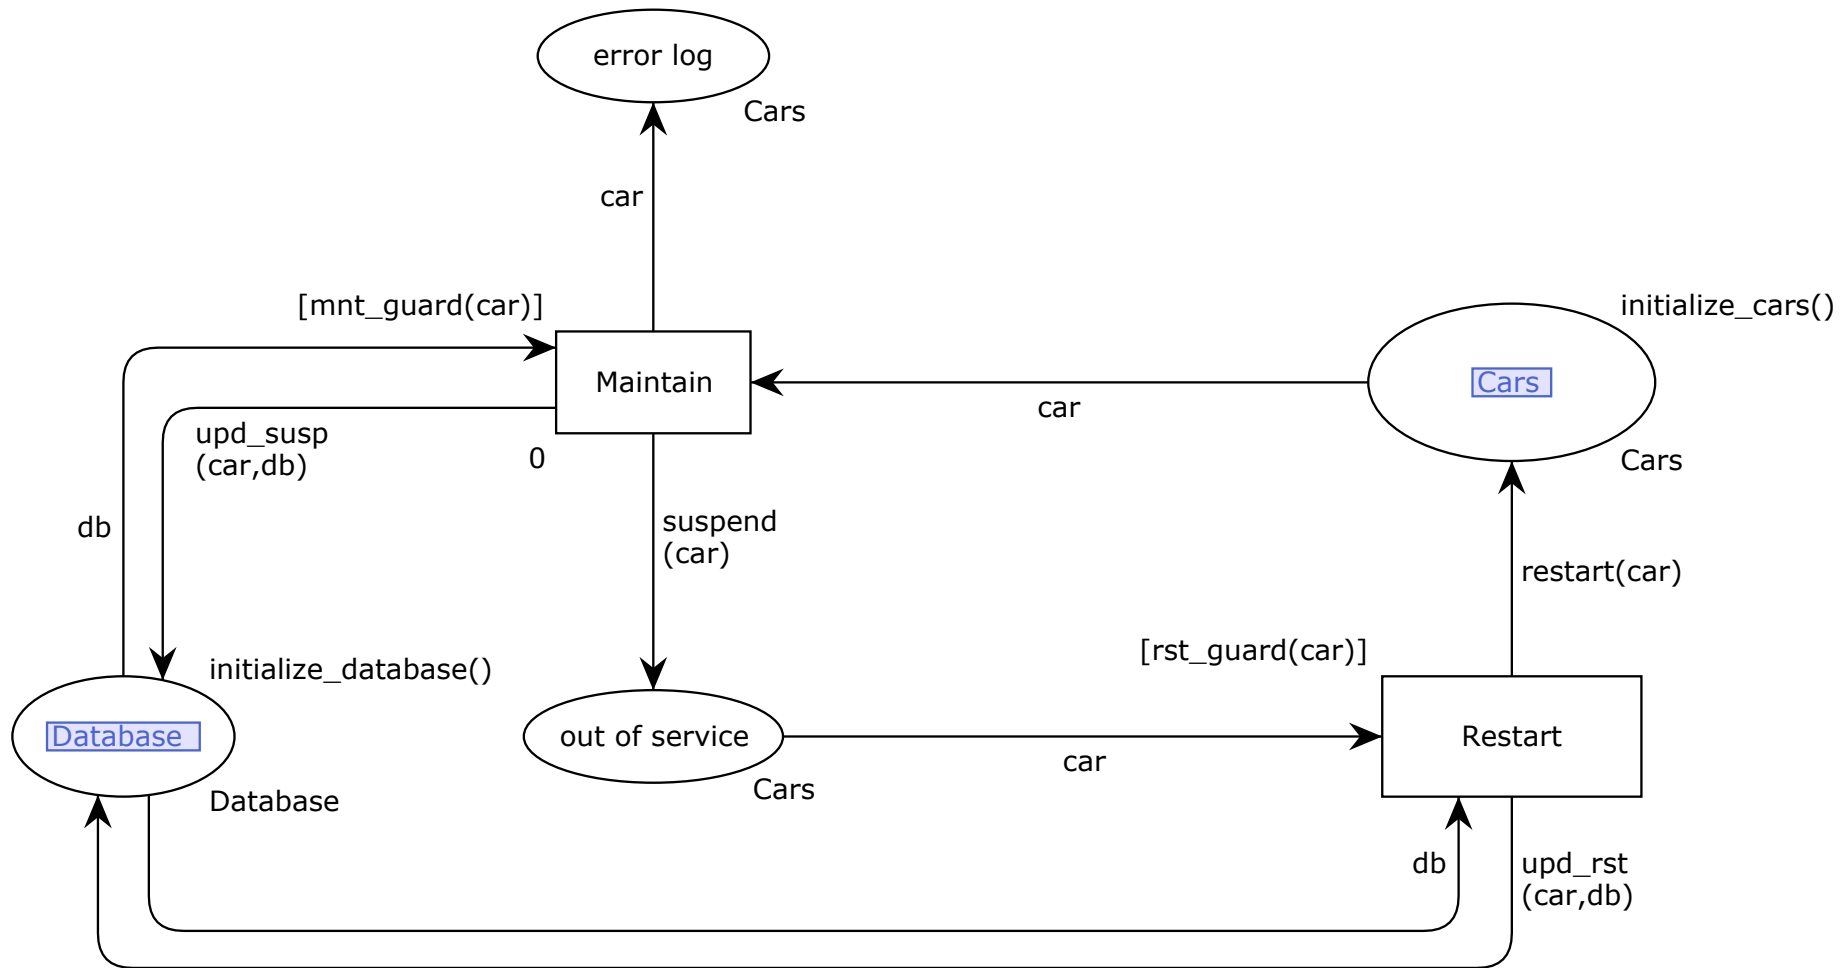 error log
Cars
car
[mnt_guard(car)]
initialize_cars()
Maintain
Cars
car
upd_susp
(car,db)
0
Cars
db
suspend
(car)
restart(car)
[rst_guard(car)]
initialize_database()
Database
out of service
Restart
car
Cars
Database
db
upd_rst
(car,db)